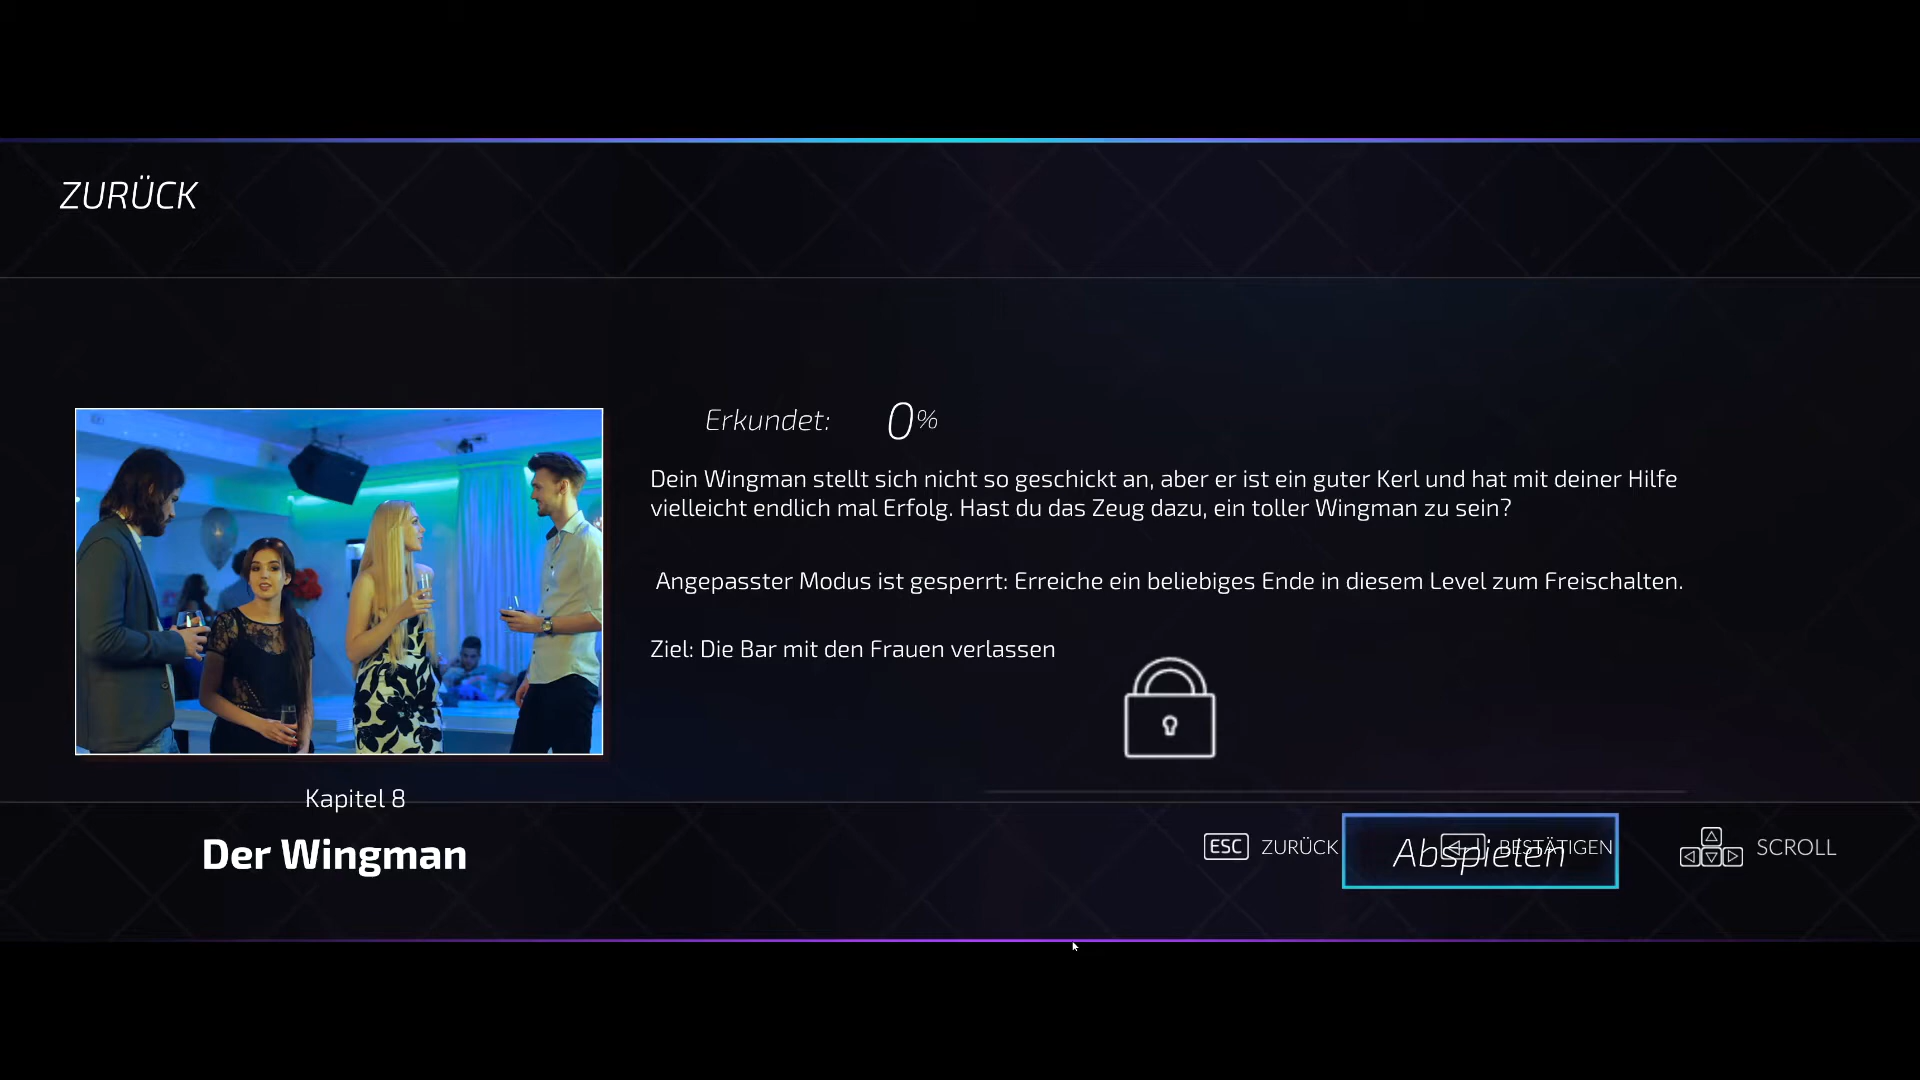 ZURÜCK
Erkundet: 0%
Dein Wingman stellt sich nicht so geschickt an, aber er ist ein guter Kerl und hat mit deiner Hilfe
vielleicht endlich mal Erfolg. Hast du das Zeug dazu, ein toller Wingman zu sein?
Angepasster Modus ist gesperrt: Erreiche ein beliebiges Ende in diesem Level zum Freischalten.
Ziel: Die Bar mit den Frauen verlassen
Kapitel 8
Der Wingman
ESC ZURÜCK
Abspielen
BESTÄTIGEN
SCROLL